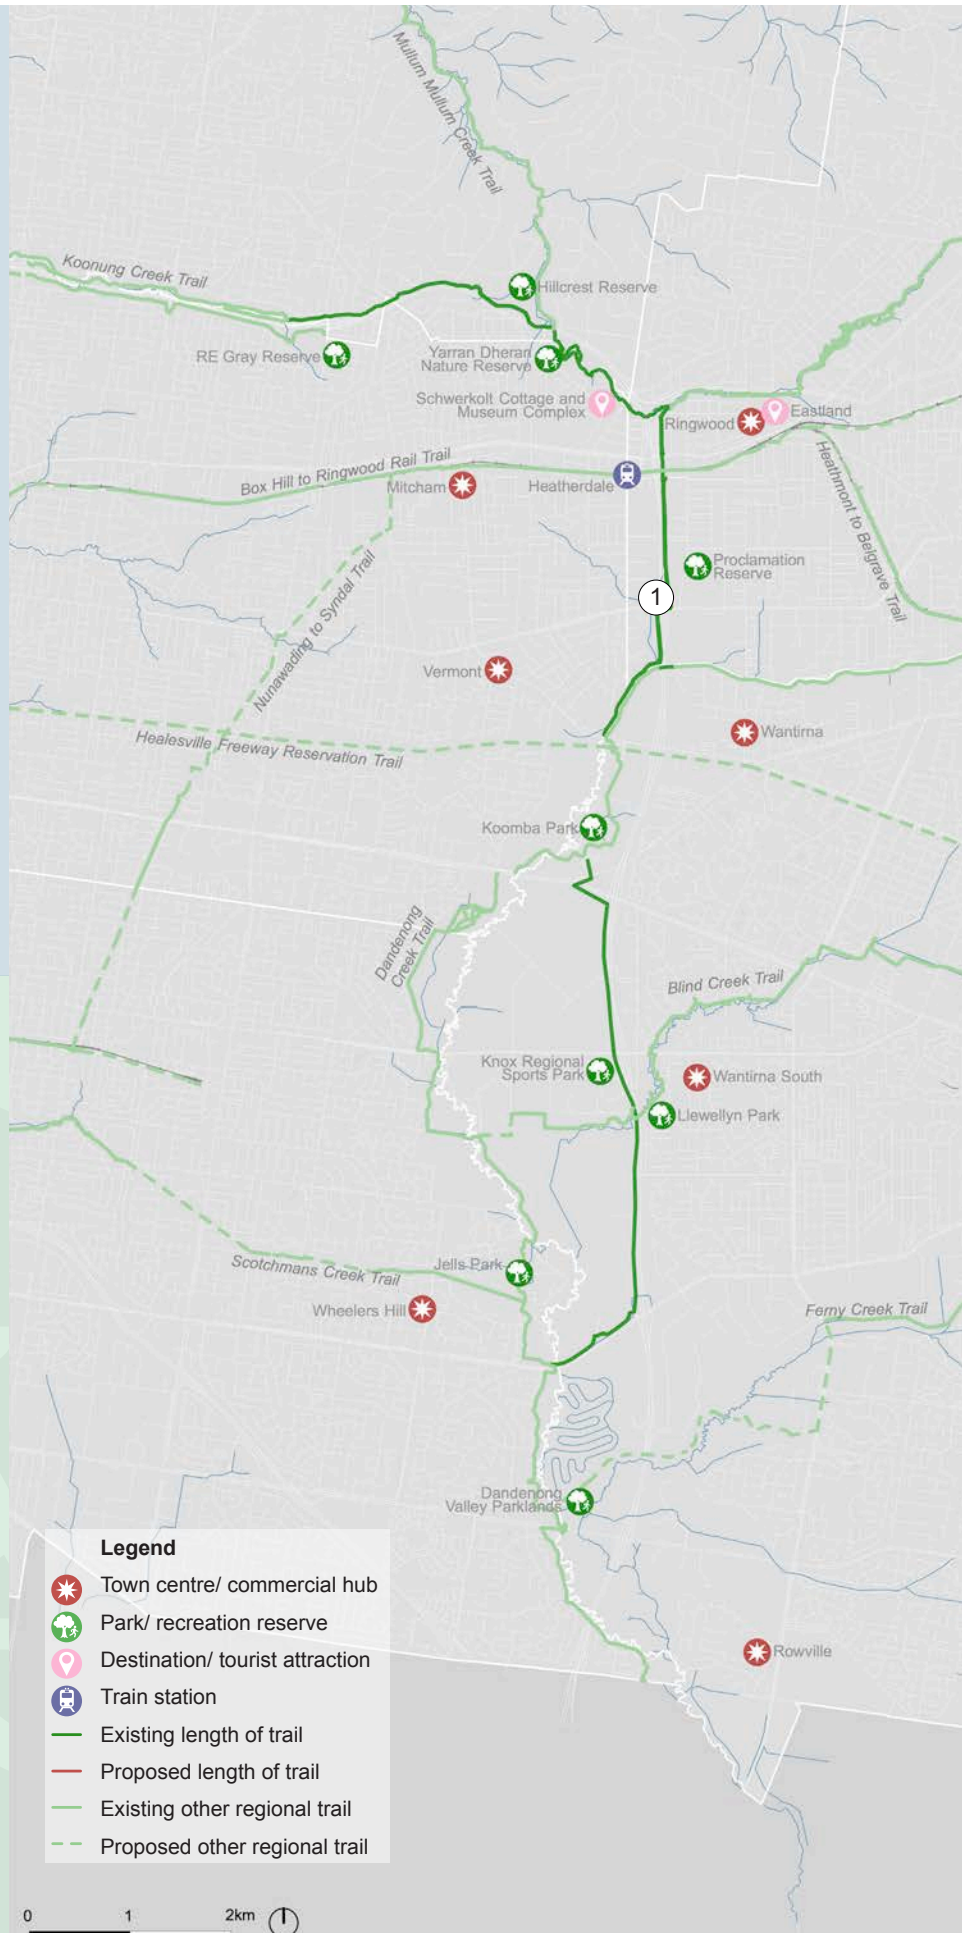 Mullum Mullum Creek Trail
Koonung Creek Trail
Hillcrest Reserve
RE Gray Reserve
Yarran Dheran
Nature Reserve
Schwerkolt Cottage and
Museum Complex
Ringwood
Eastland
Box Hill to Ringwood Rail Trail
Mitcham
Heatherdale
Heathmont to Belgrave Trail
Proclamation
Reserve
1
Nunawading to Syndal Trail
Vermont
Wantirna
Healesville Freeway Reservation Trail
Koomba Park
Dandenong
Creek Trail
Blind Creek Trail
Knox Regional
Sports Park
Wantirna South
Llewellyn Park
Scotchmans Creek Trail
Jells Park
Wheelers Hill
Ferny Creek Trail
Dandenong
Valley Parklands
Rowville
Legend
Town centre/ commercial hub
Park/ recreation reserve
Destination/ tourist attraction
Train station
Existing length of trail
Proposed length of trail
Existing other regional trail
Proposed other regional trail
0 1 2km